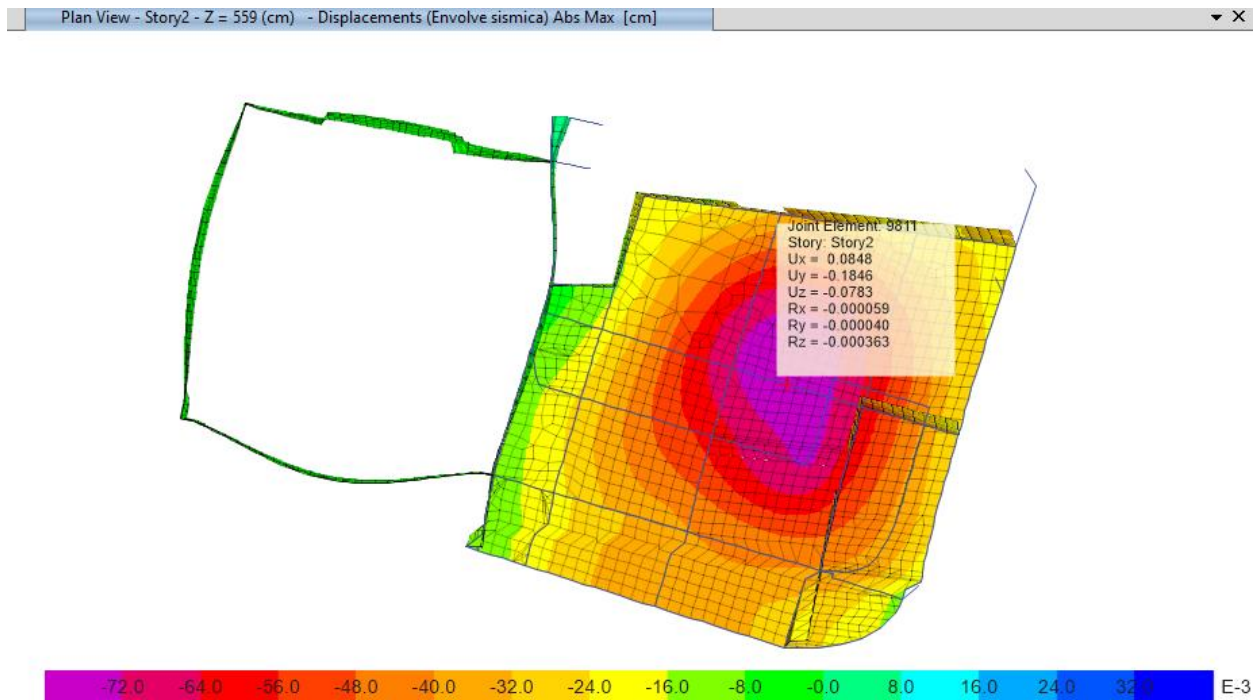 Plan View - Story2 - Z = 559 (cm) - Displacements (Envolve sismica) Abs Max [cm]
Joint Element: 9811
Story: Story2
Ux = 0.0848
Uy = -0.1846
Uz = -0.0783
Rx = -0.000059
Ry = -0.000040
Rz = -0.000363
-72.0 -64.0 -56.0 -48.0 -40.0 -32.0 -24.0 -16.0 -8.0 -0.0 8.0 16.0 24.0 32.0 E-3